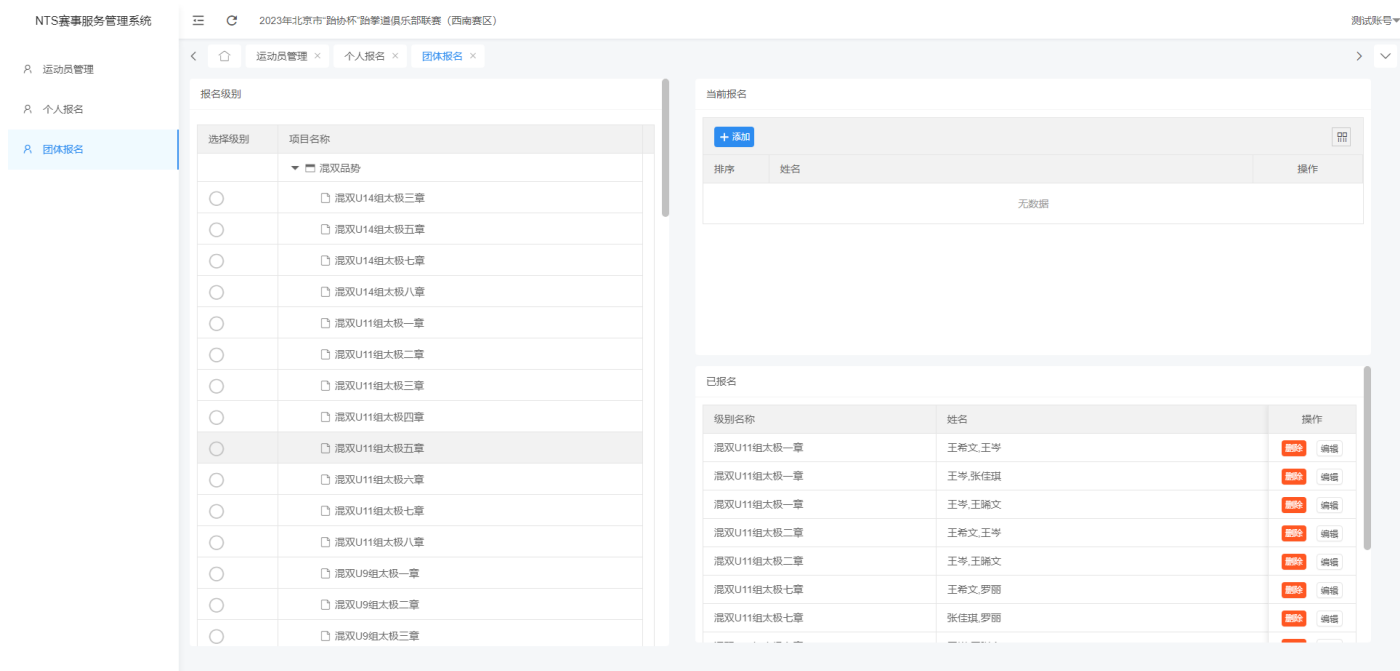 NTS赛事服务管理系统
2023年北京市“跆协杯”跆拳道俱乐部联赛（西南赛区）
测试账号
运动员管理
个人报名
团体报名
运动员管理 ×
个人报名 ×
团体报名 ×
报名级别
选择级别 项目名称
混双品势
混双U14组太极三章
混双U14组太极五章
混双U14组太极七章
混双U14组太极八章
混双U11组太极一章
混双U11组太极二章
混双U11组太极三章
混双U11组太极四章
混双U11组太极五章
混双U11组太极六章
混双U11组太极七章
混双U11组太极八章
混双U9组太极一章
混双U9组太极二章
混双U9组太极三章
当前报名
+ 添加
排序 姓名 操作
无数据
已报名
级别名称 姓名 操作
混双U11组太极一章 王希文,王岑 删除 编辑
混双U11组太极一章 王岑,张佳琪 删除 编辑
混双U11组太极一章 王岑,王睎文 删除 编辑
混双U11组太极二章 王希文,王岑 删除 编辑
混双U11组太极二章 王岑,王睎文 删除 编辑
混双U11组太极七章 王希文,罗丽 删除 编辑
混双U11组太极七章 张佳琪,罗丽 删除 编辑